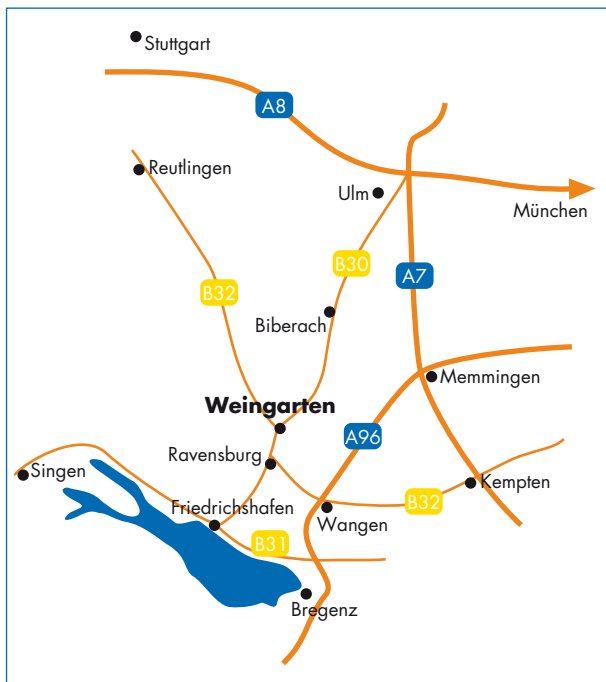 Stuttgart
A8
Reutlingen
Ulm
München
B30
A7
B32
Biberach
Memmingen
Weingarten
A96
Ravensburg
Singen
Kempten
B32
Friedrichshafen
Wangen
B31
Bregenz